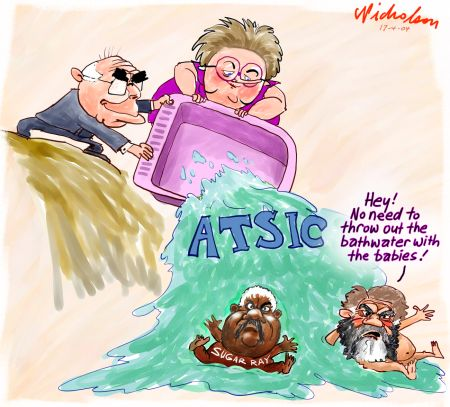 Nicholson
17-4-04
ATSIC
Hey!
No need to
throw out the
bathwater with
the babies!
SUGAR RAY